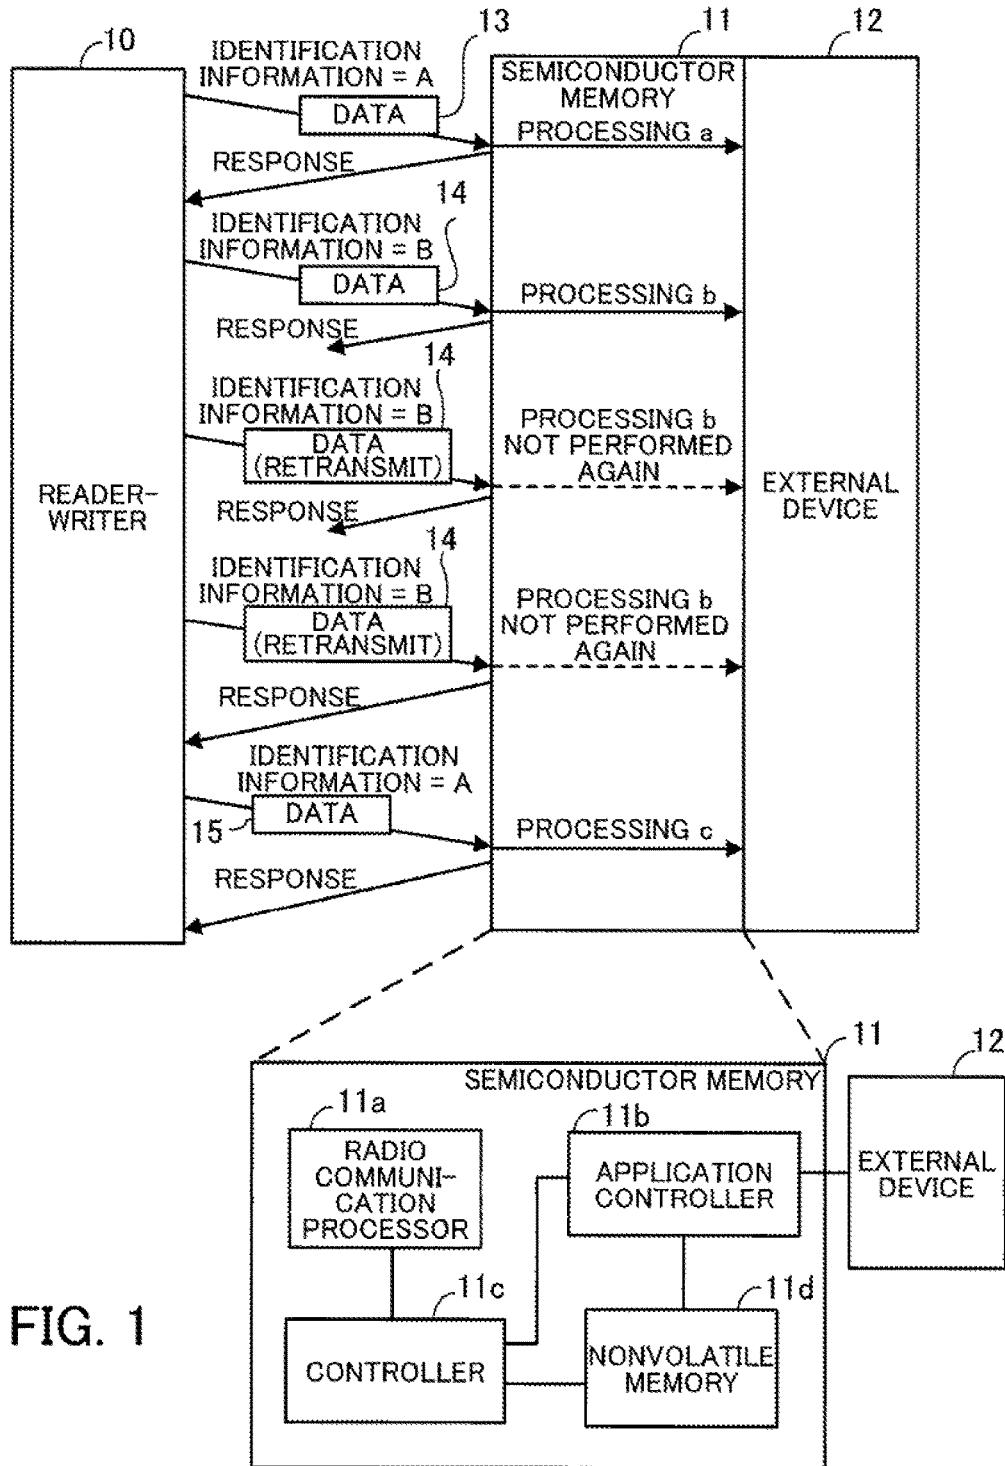 10
11
12
IDENTIFICATION
INFORMATION = A
13
DATA
SEMICONDUCTOR
MEMORY
PROCESSING a
RESPONSE
14
IDENTIFICATION
INFORMATION = B
DATA
PROCESSING b
RESPONSE
14
IDENTIFICATION
INFORMATION = B
DATA
(RETRANSMIT)
PROCESSING b
NOT PERFORMED
AGAIN
READER-
WRITER
EXTERNAL
DEVICE
RESPONSE
14
IDENTIFICATION
INFORMATION = B
DATA
(RETRANSMIT)
PROCESSING b
NOT PERFORMED
AGAIN
RESPONSE
IDENTIFICATION
INFORMATION = A
DATA
15
PROCESSING c
RESPONSE
11
12
SEMICONDUCTOR MEMORY
11a
RADIO
COMMUNI-
CATION
PROCESSOR
11b
APPLICATION
CONTROLLER
EXTERNAL
DEVICE
11c
CONTROLLER
11d
NONVOLATILE
MEMORY
FIG. 1